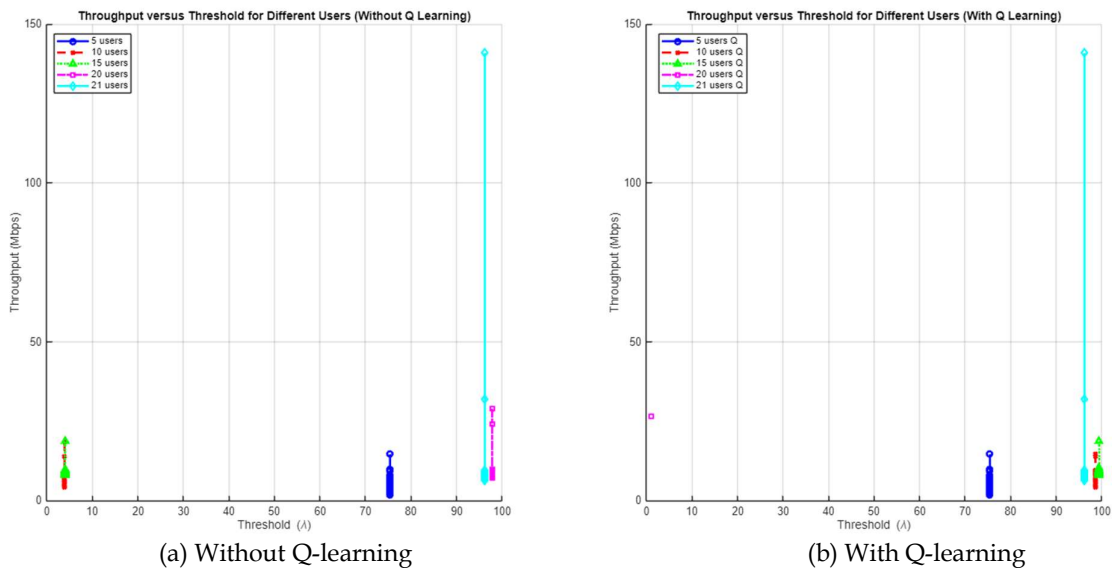 Throughput versus Threshold for Different Users (Without Q Learning)
150
100
50
0
Throughput (Mbps)
5 users
10 users
15 users
20 users
21 users
0 10 20 30 40 50 60 70 80 90 100
Threshold (λ)
(a) Without Q-learning
Throughput versus Threshold for Different Users (With Q Learning)
150
100
50
0
Throughput (Mbps)
5 users Q
10 users Q
15 users Q
20 users Q
21 users Q
0 10 20 30 40 50 60 70 80 90 100
Threshold (λ)
(b) With Q-learning